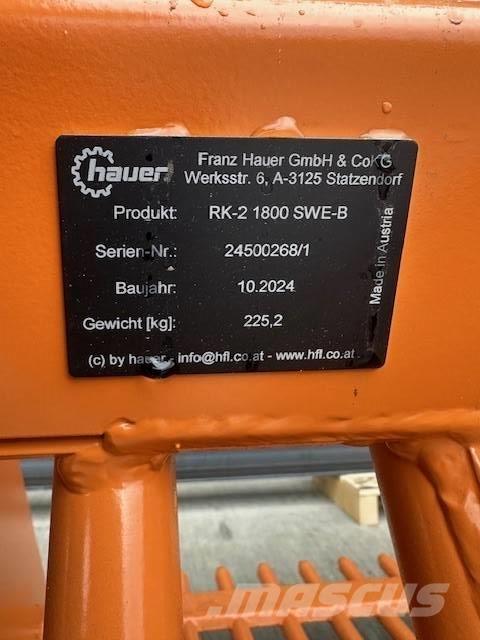 hauer
Franz Hauer GmbH & CoKG
Werksstr. 6, A-3125 Statzendorf
Produkt: RK-2 1800 SWE-B
Serien-Nr.: 24500268/1
Baujahr: 10.2024
Gewicht [kg]: 225,2
Made in Austria
(c) by hauer - info@hfl.co.at - www.hfl.co.at
MASCUS